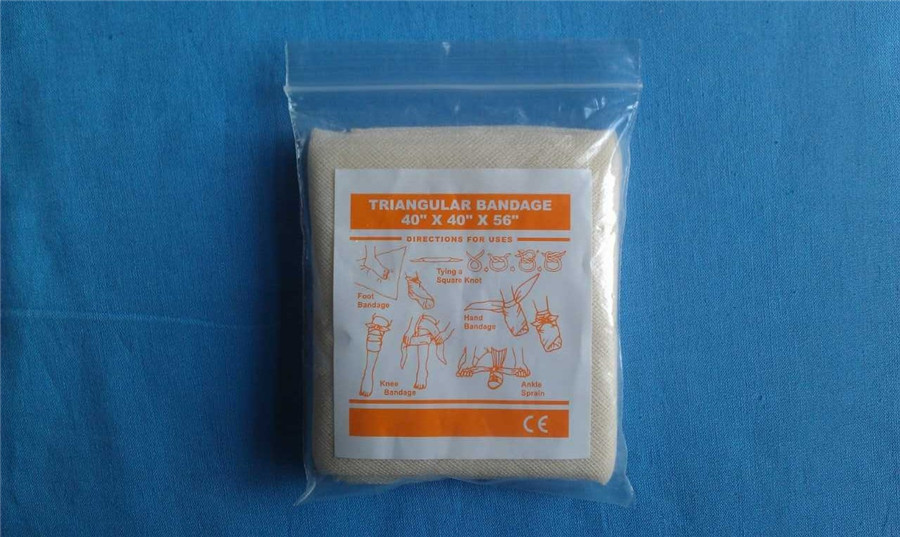 TRIANGULAR BANDAGE
40" X 40" X 56"
DIRECTIONS FOR USES
Tying a
Square Knot
Foot
Bandage
Hand
Bandage
Knee
Bandage
Ankle
Sprain
CE